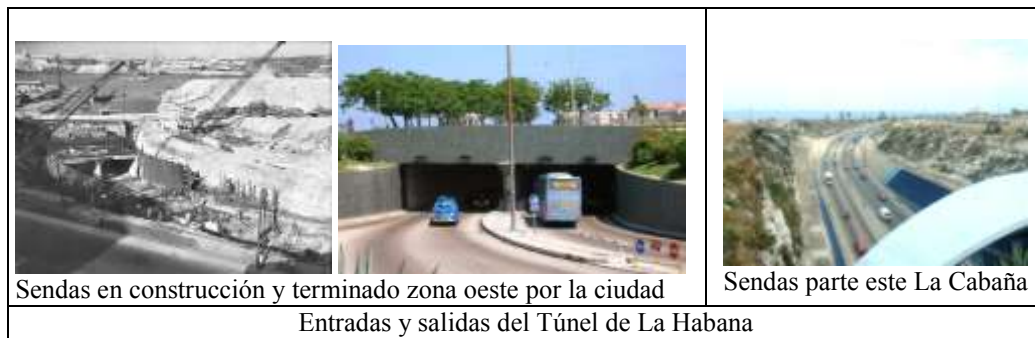 Sendas en construcción y terminado zona oeste por la ciudad
Sendas parte este La Cabaña
Entradas y salidas del Túnel de La Habana